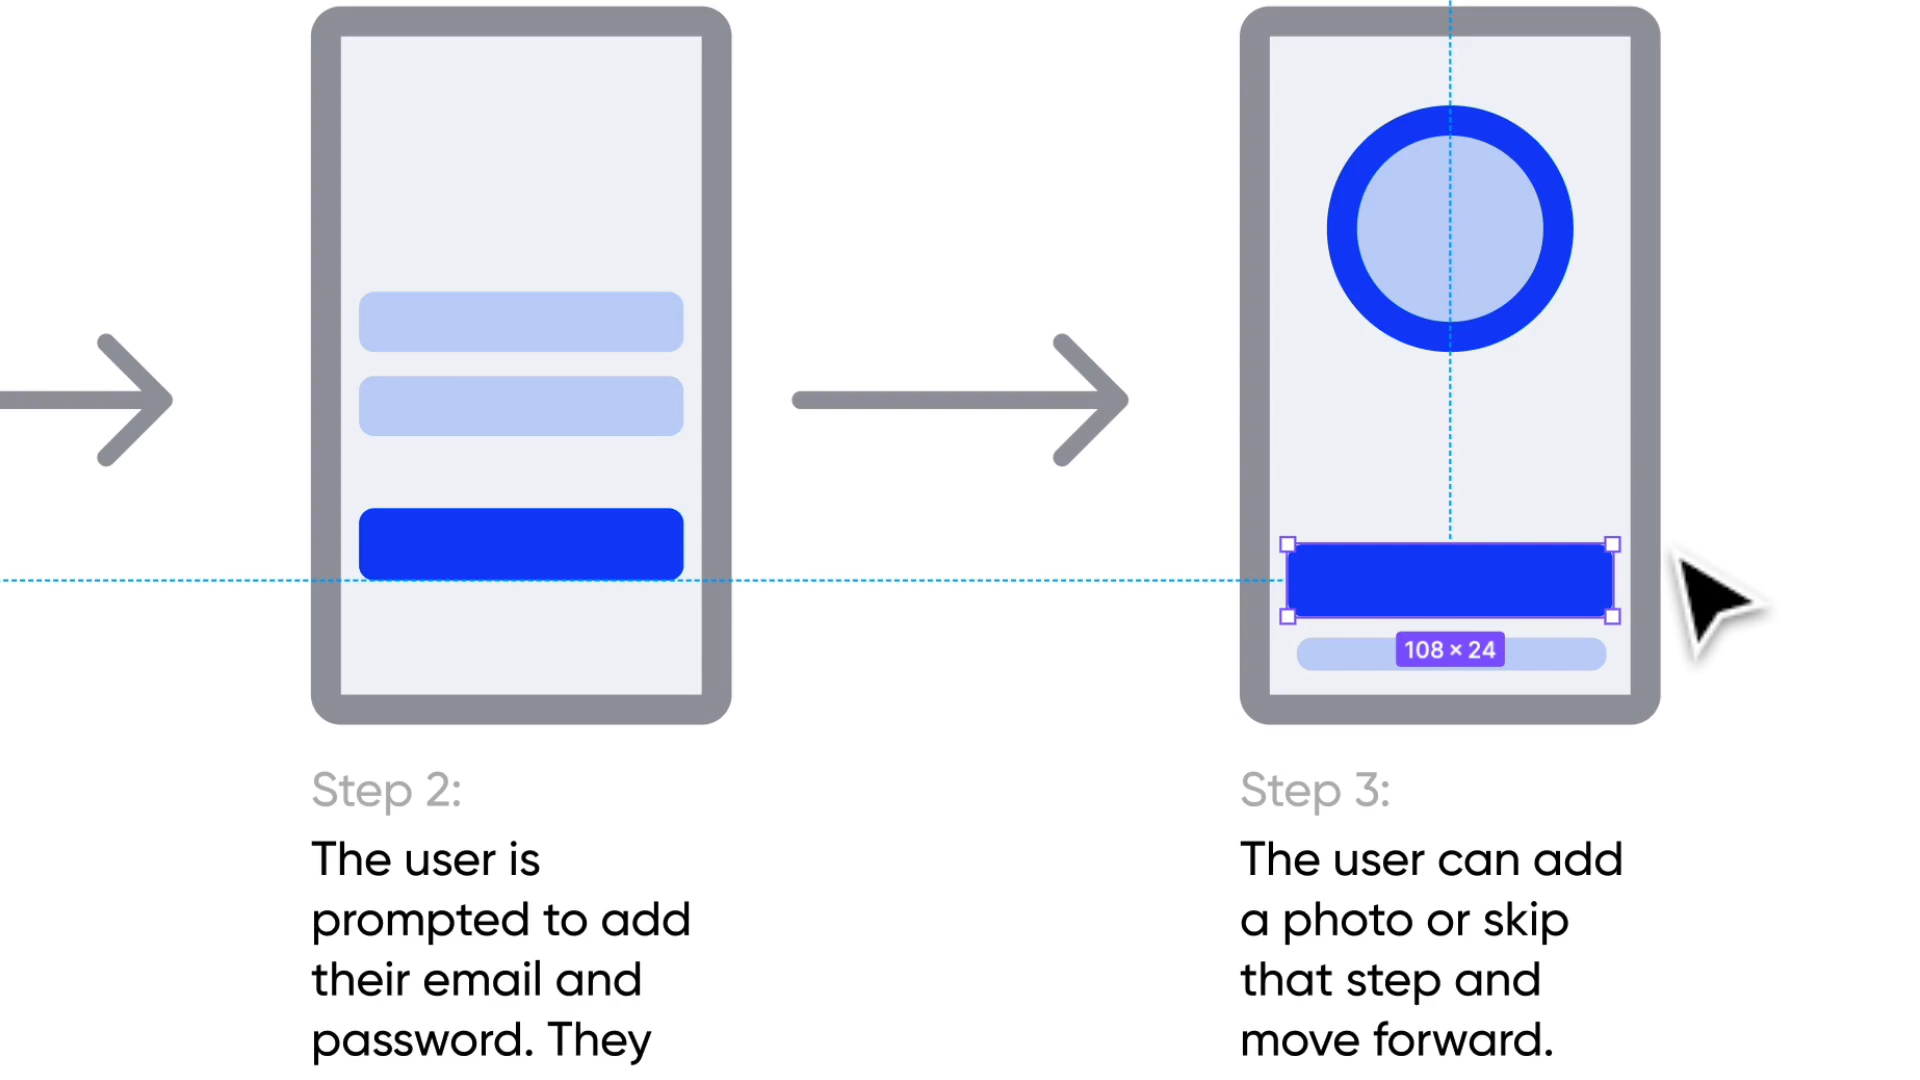 108 × 24
Step 2:
The user is
prompted to add
their email and
password. They
Step 3:
The user can add
a photo or skip
that step and
move forward.